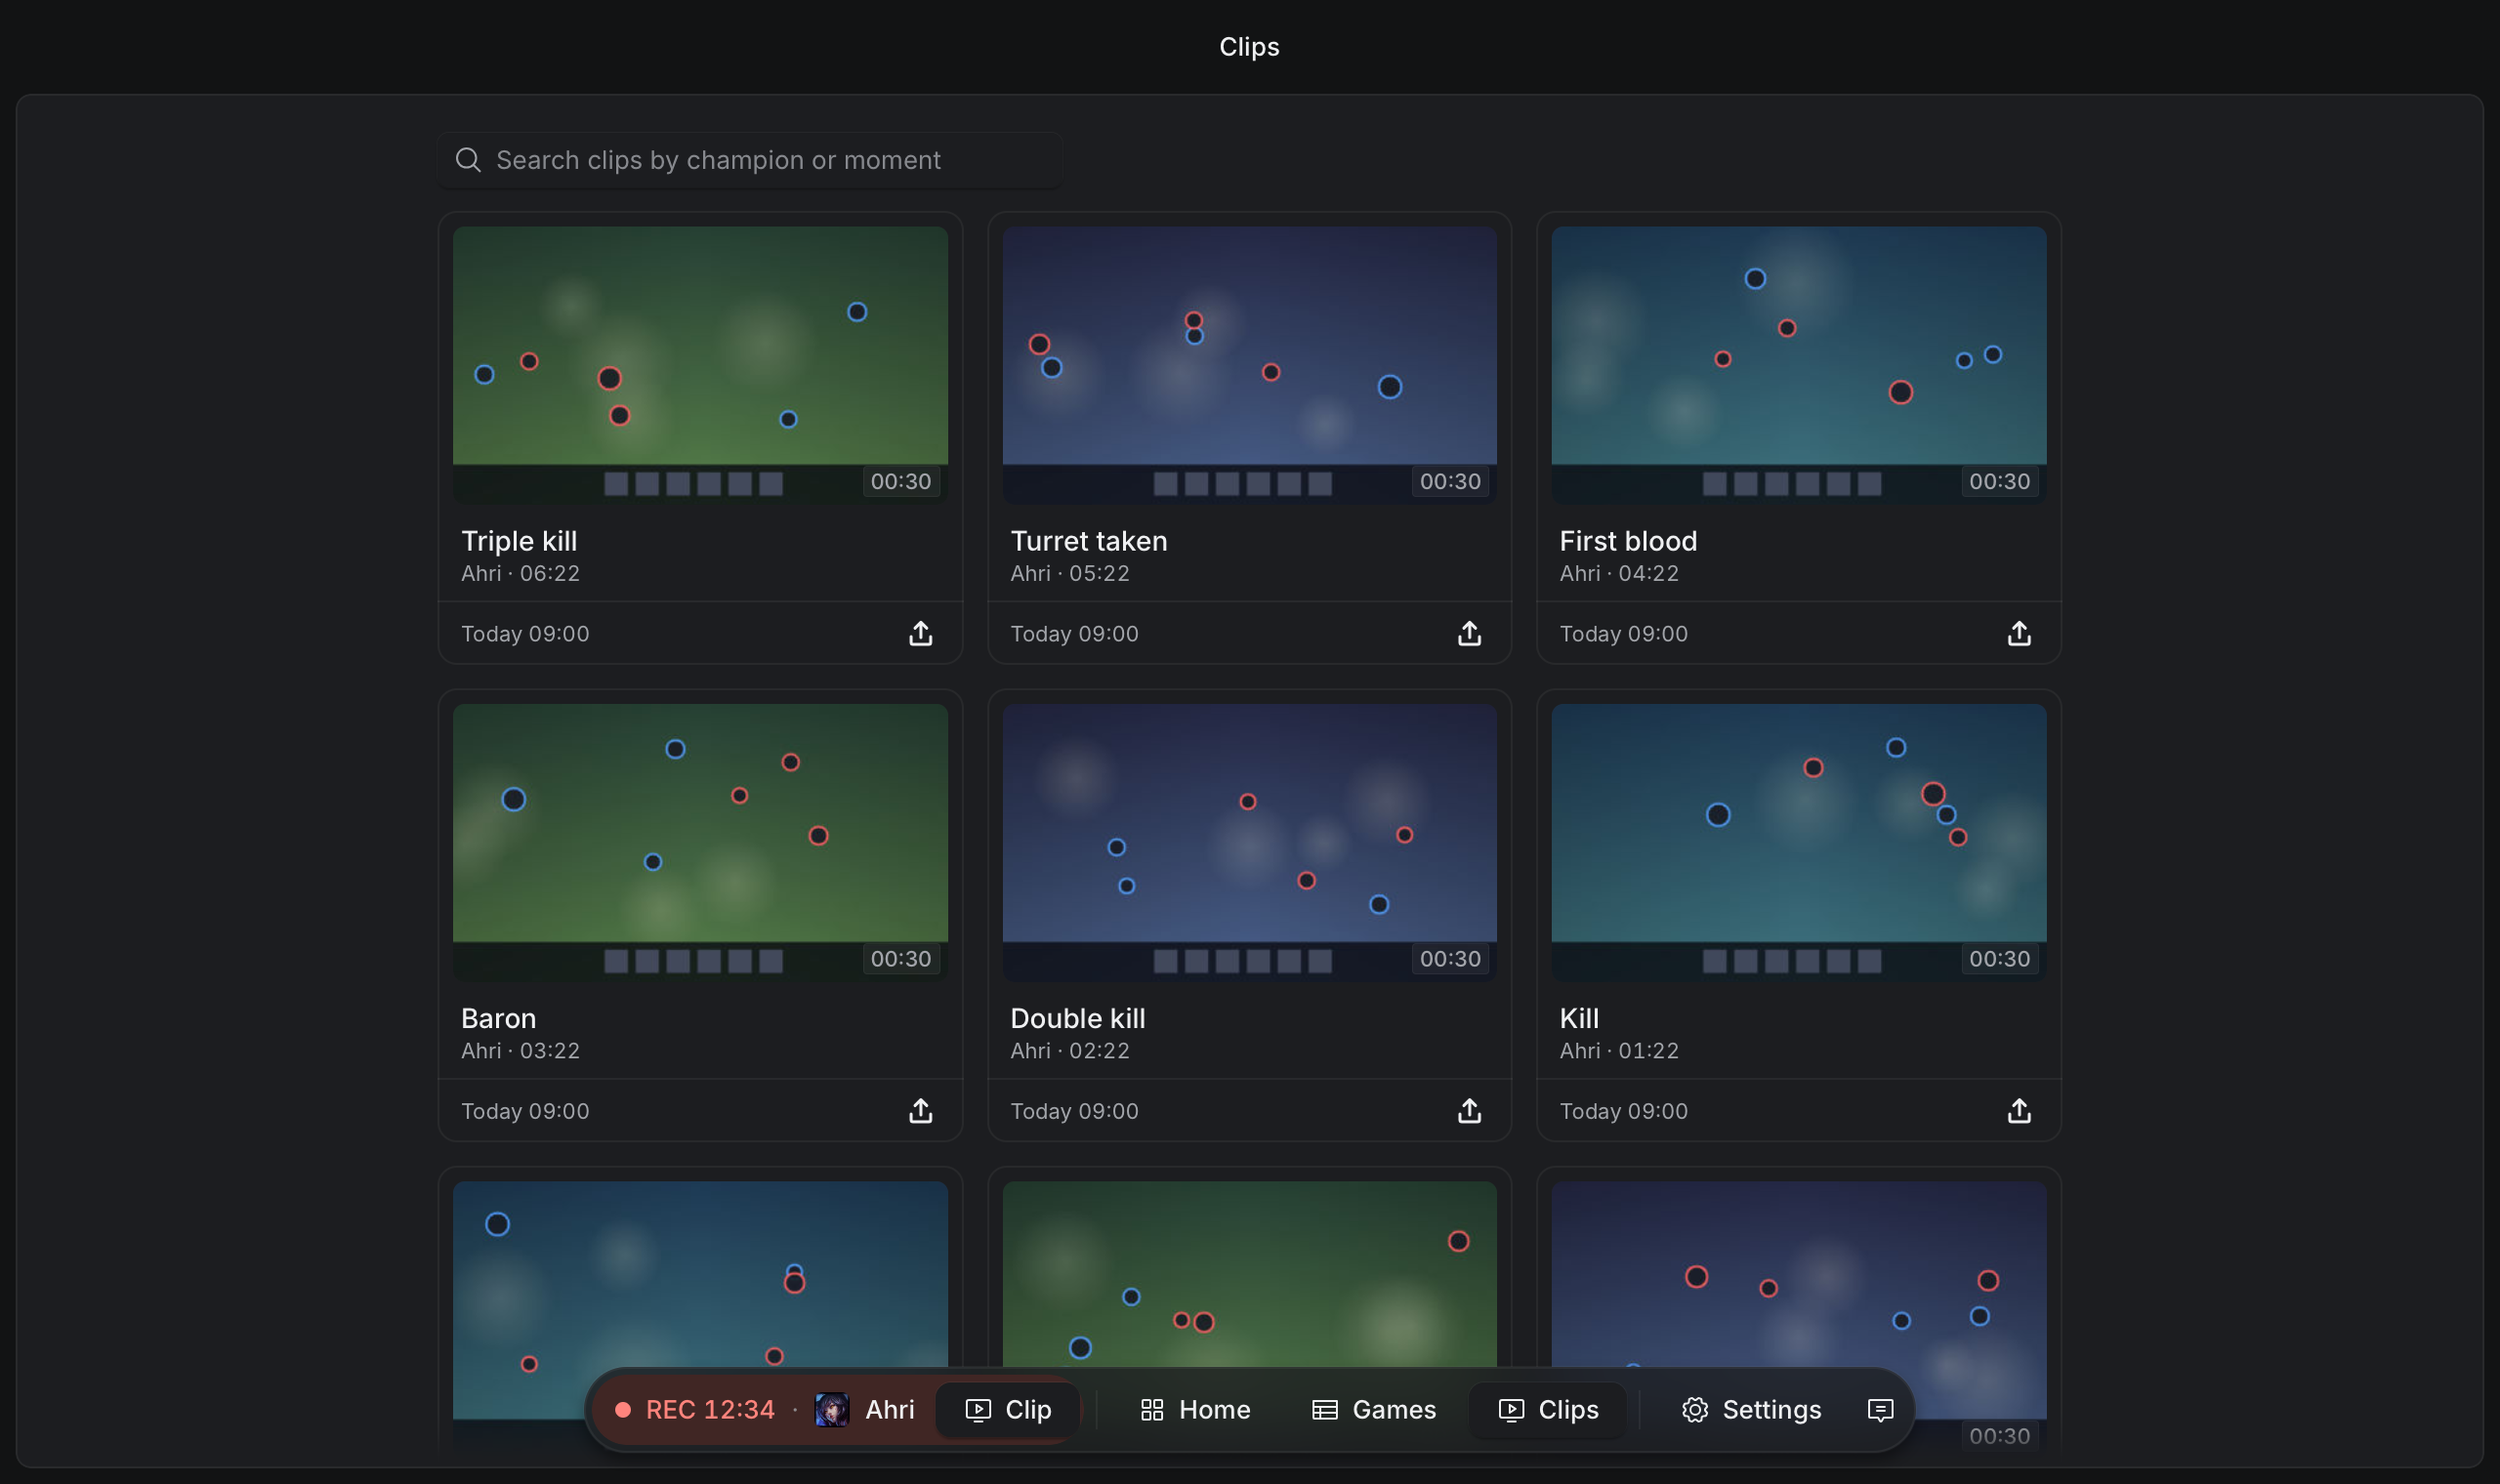 Clips
Search clips by champion or moment
00:30
00:30
00:30
Triple kill
Ahri · 06:22
Today 09:00
Turret taken
Ahri · 05:22
Today 09:00
First blood
Ahri · 04:22
Today 09:00
00:30
00:30
00:30
Baron
Ahri · 03:22
Today 09:00
Double kill
Ahri · 02:22
Today 09:00
Kill
Ahri · 01:22
Today 09:00
00:30
REC 12:34 · Ahri Clip Home Games Clips Settings